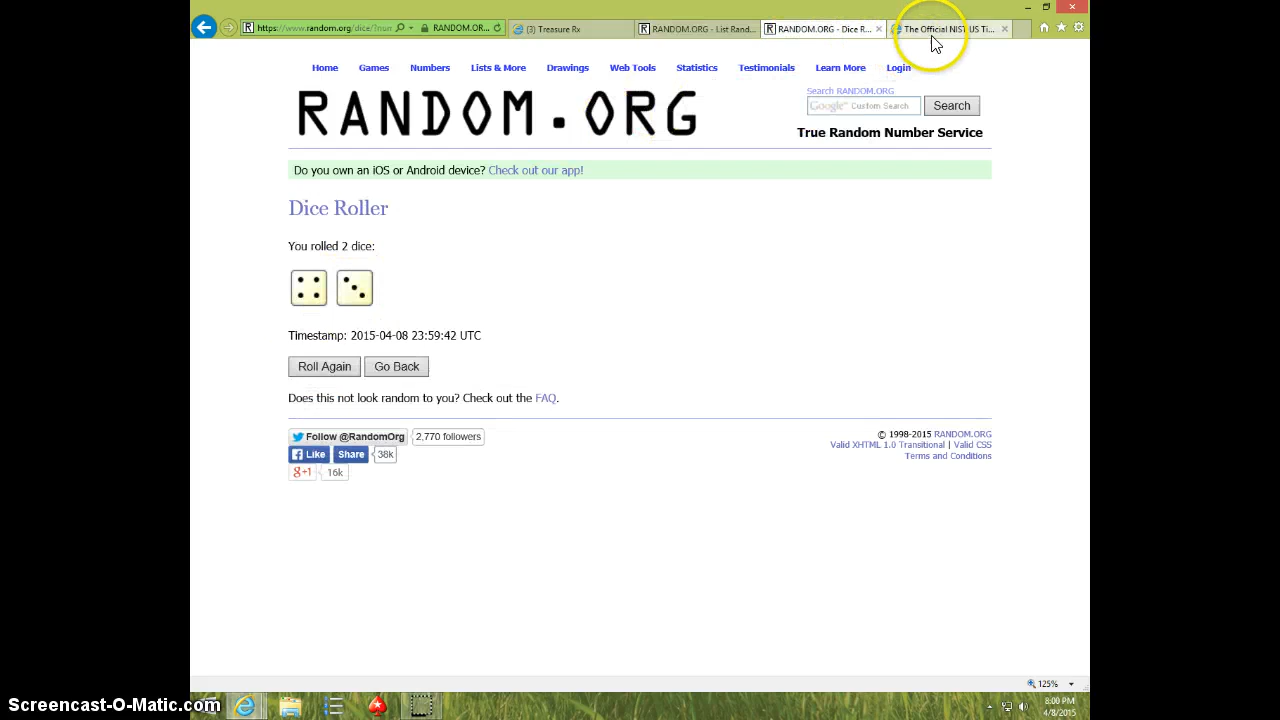 https://www.random.org/dice/?num
RANDOM.OR...
(3) Treasure Rx
RANDOM.ORG - List Rand...
RANDOM.ORG - Dice R...
The Official NIST US Ti...
Home Games Numbers Lists & More Drawings Web Tools Statistics Testimonials Learn More Login
RANDOM.ORG
Search RANDOM.ORG
Google™ Custom Search
Search
True Random Number Service
Do you own an iOS or Android device? Check out our app!
Dice Roller
You rolled 2 dice:
Timestamp: 2015-04-08 23:59:42 UTC
Roll Again Go Back
Does this not look random to you? Check out the FAQ.
Follow @RandomOrg 2,770 followers
Like Share 38k
g+1 16k
© 1998-2015 RANDOM.ORG
Valid XHTML 1.0 Transitional | Valid CSS
Terms and Conditions
125%
8:00 PM
4/8/2015
Screencast-O-Matic.com